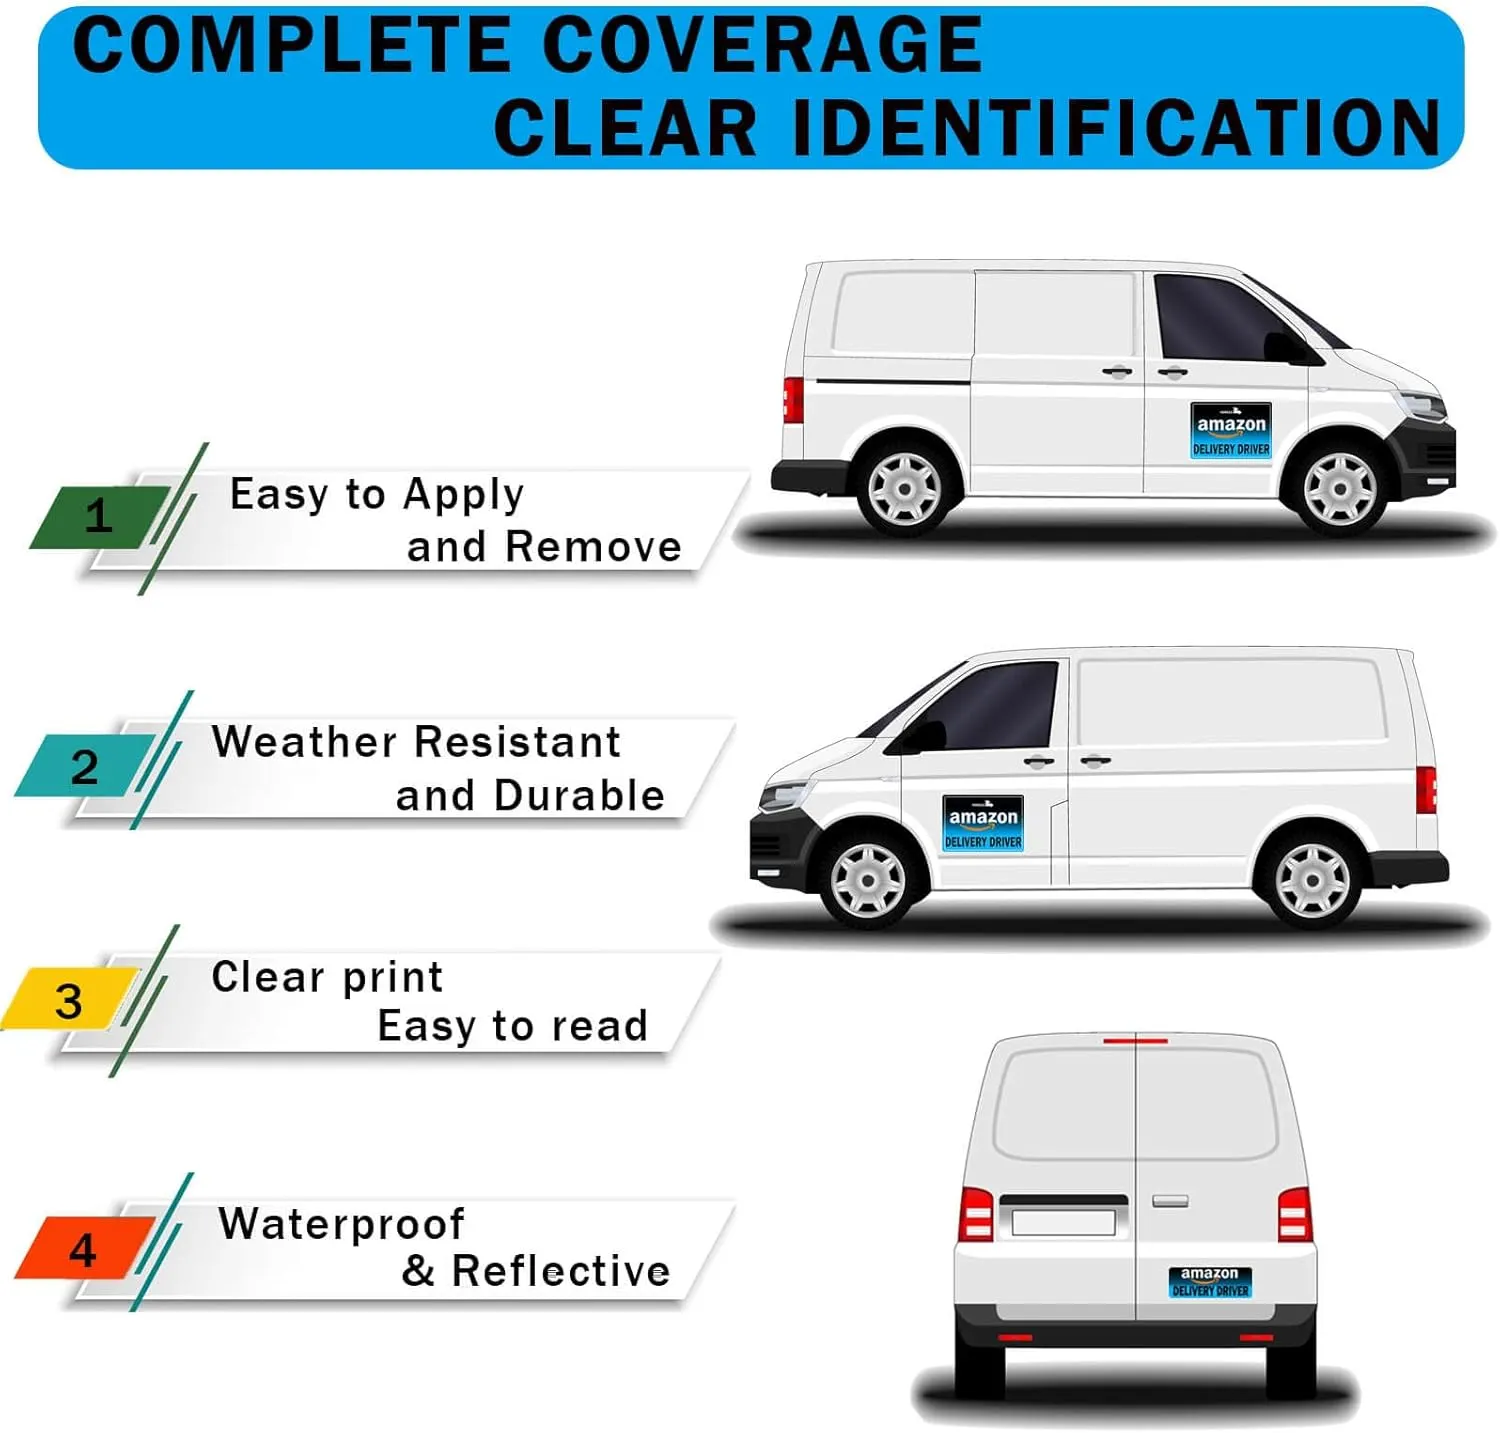 COMPLETE COVERAGE
CLEAR IDENTIFICATION
1
Easy to Apply
and Remove
amazon
DELIVERY DRIVER
2
Weather Resistant
and Durable
amazon
DELIVERY DRIVER
3
Clear print
Easy to read
4
Waterproof
& Reflective
amazon
DELIVERY DRIVER